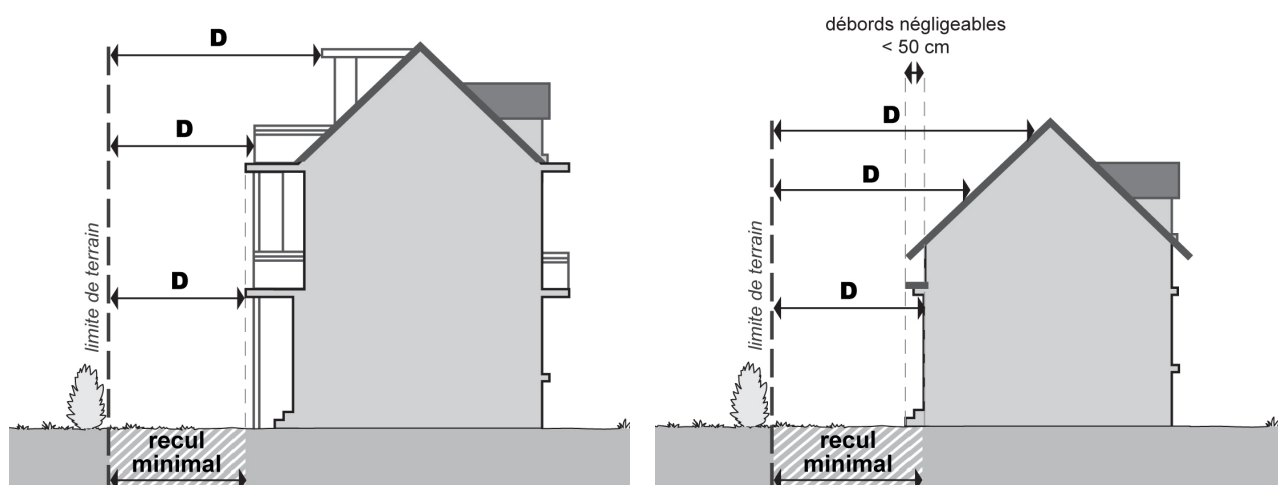 D
D
D
limite de terrain
recul
minimal
débords négligeables
< 50 cm
D
D
D
limite de terrain
recul
minimal